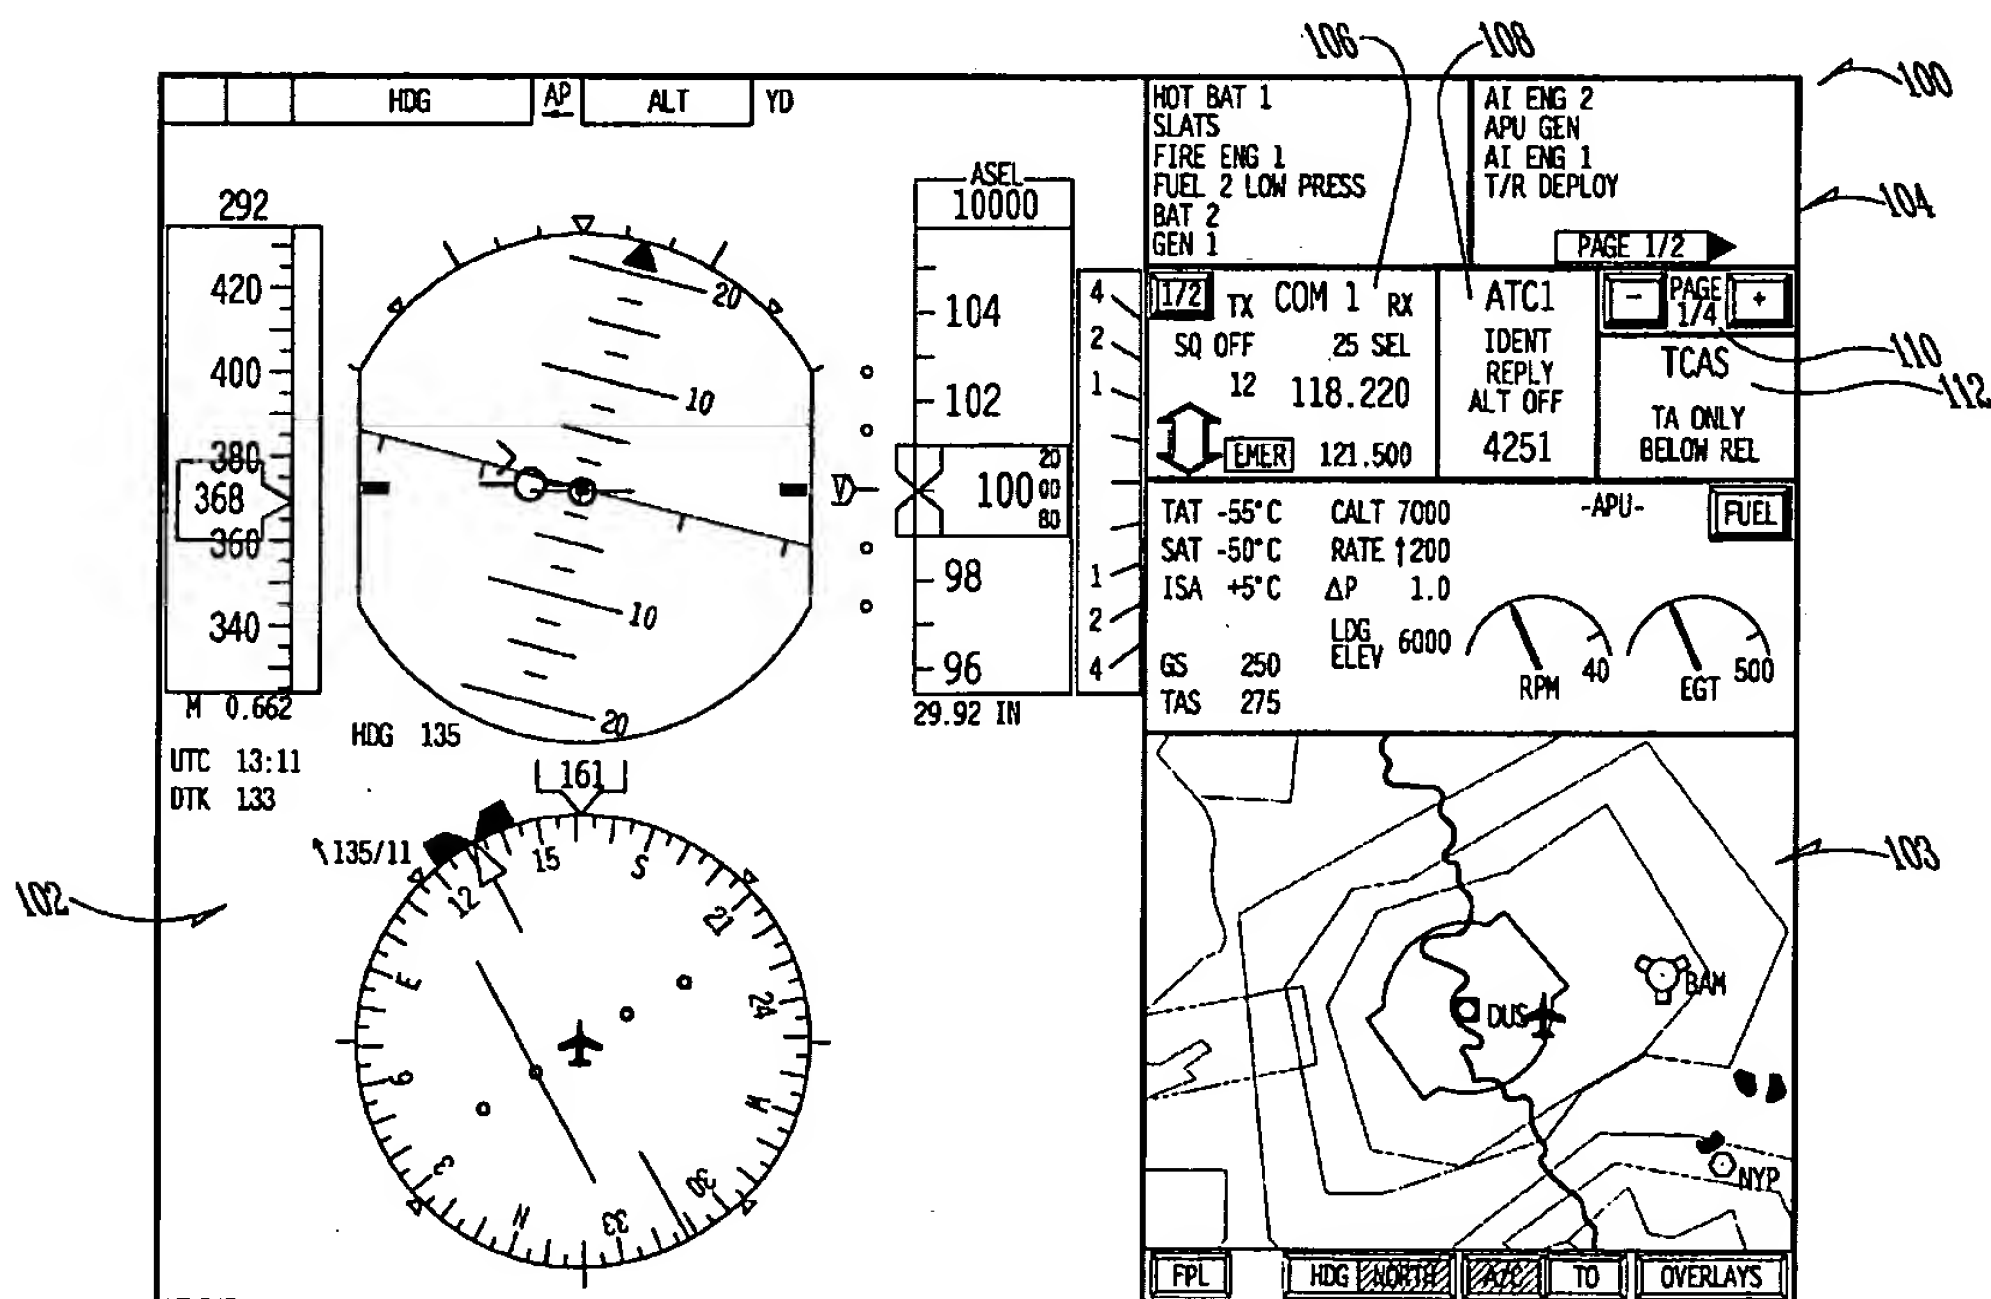 106
108
100
HDG
AP
ALT
YD
HOT BAT 1
SLATS
FIRE ENG 1
FUEL 2 LOW PRESS
BAT 2
GEN 1
AI ENG 2
APU GEN
AI ENG 1
T/R DEPLOY
PAGE 1/2
104
292
420
400
380
368
360
340
M 0.662
20
10
10
20
ASEL
10000
104
102
100
20
00
80
98
96
29.92 IN
4
2
1
1
2
4
V
1/2
TX COM 1 RX
SQ OFF 25 SEL
12 118.220
EMER 121.500
ATC1
IDENT
REPLY
ALT OFF
4251
-
PAGE
1/4
+
110
TCAS
112
TA ONLY
BELOW REL
TAT -55°C CALT 7000
SAT -50°C RATE ↑200
ISA +5°C ΔP 1.0
LDG
ELEV 6000
GS 250
TAS 275
-APU-
FUEL
RPM
40
EGT
500
HDG 135
UTC 13:11
DTK 133
161
↖135/11
102
12
15
S
21
24
W
30
33
N
3
6
E
103
BAM
DUS
NYP
FPL
HDG NORTH
A/C TO
OVERLAYS